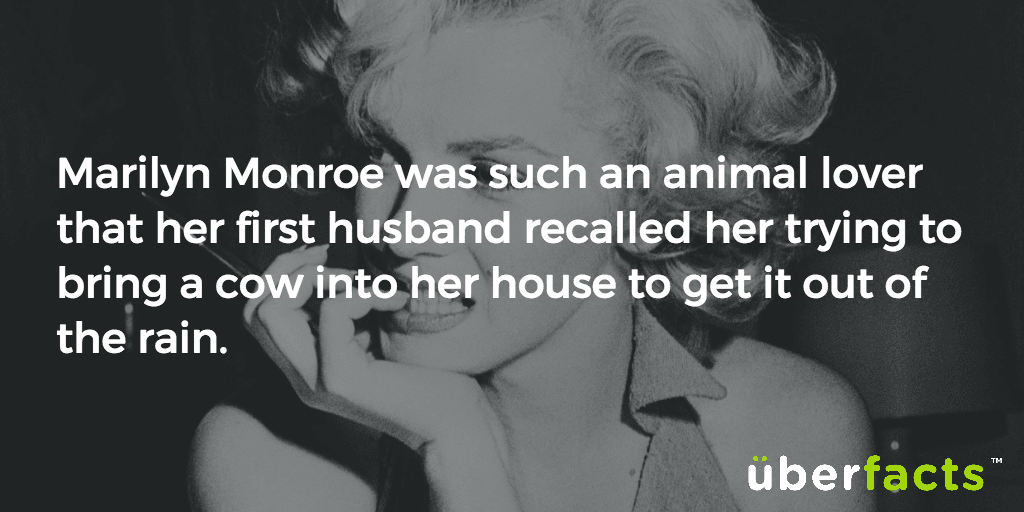 Marilyn Monroe was such an animal lover
that her first husband recalled her trying to
bring a cow into her house to get it out of
the rain.
überfacts™